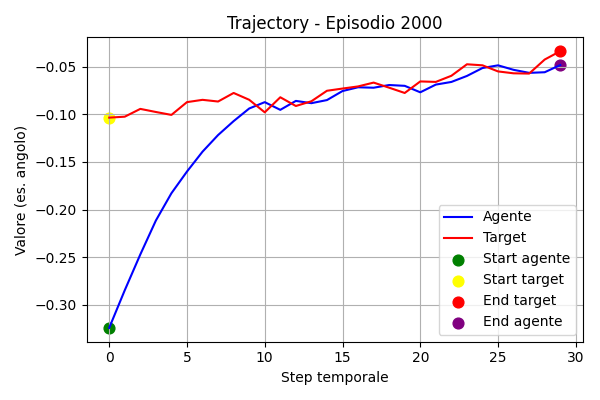 Trajectory - Episodio 2000
Valore (es. angolo)
−0.05
−0.10
−0.15
−0.20
−0.25
−0.30
0
5
10
15
20
25
30
Step temporale
Agente
Target
Start agente
Start target
End target
End agente